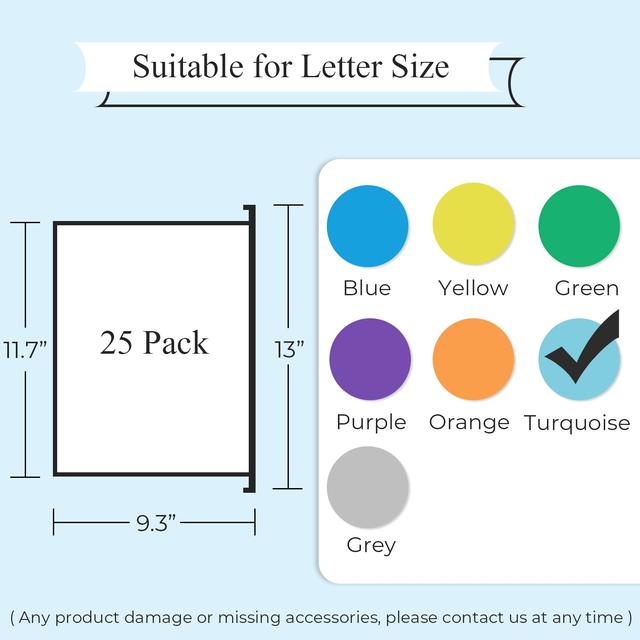 Suitable for Letter Size
11.7”
25 Pack
13”
9.3”
Blue
Yellow
Green
Purple
Orange
Turquoise
Grey
( Any product damage or missing accessories, please contact us at any time )